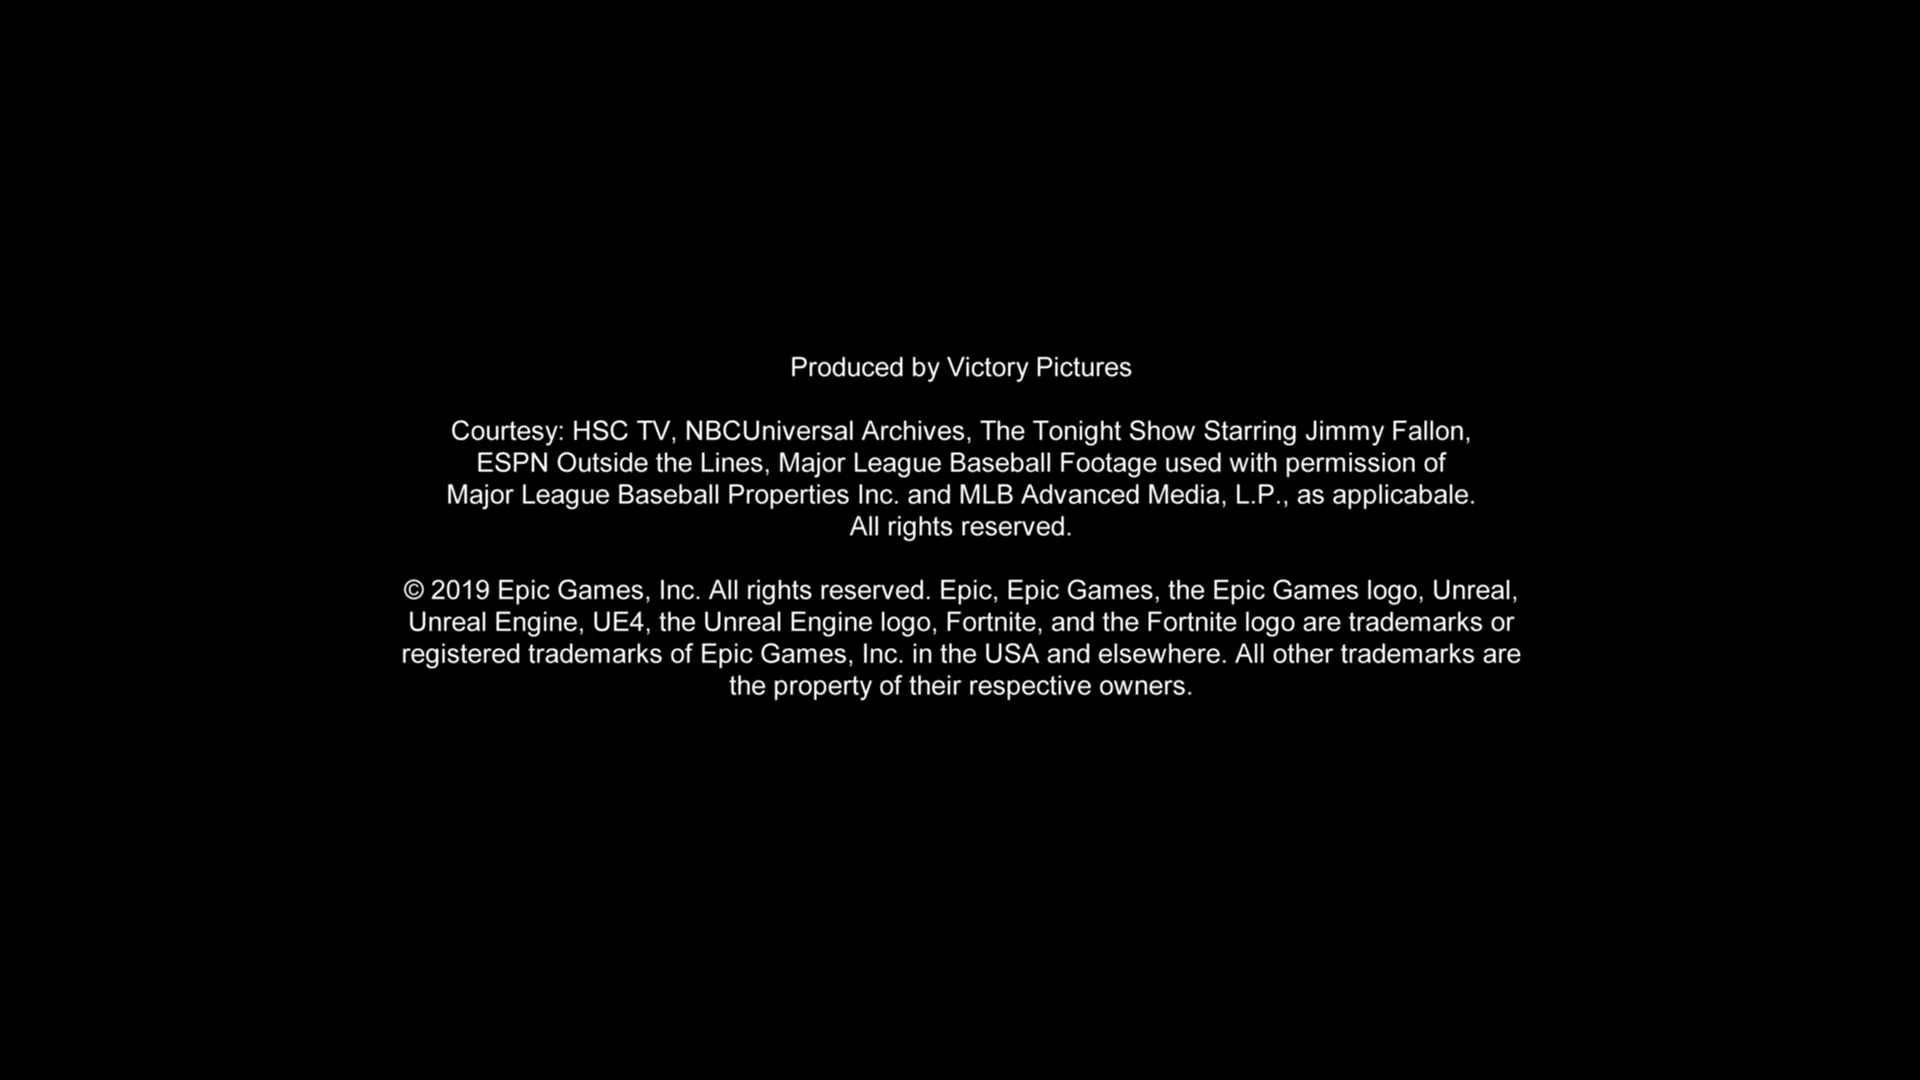 Produced by Victory Pictures
Courtesy: HSC TV, NBCUniversal Archives, The Tonight Show Starring Jimmy Fallon,
ESPN Outside the Lines, Major League Baseball Footage used with permission of
Major League Baseball Properties Inc. and MLB Advanced Media, L.P., as applicabale.
All rights reserved.
© 2019 Epic Games, Inc. All rights reserved. Epic, Epic Games, the Epic Games logo, Unreal,
Unreal Engine, UE4, the Unreal Engine logo, Fortnite, and the Fortnite logo are trademarks or
registered trademarks of Epic Games, Inc. in the USA and elsewhere. All other trademarks are
the property of their respective owners.